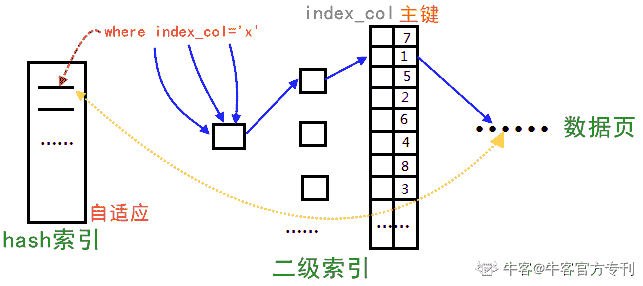 index_col 主键
where index_col='x'
7
1
5
2
6
4
8
3
......
......
......
......
数据页
自适应
hash索引
......
二级索引
牛客@牛客官方专刊